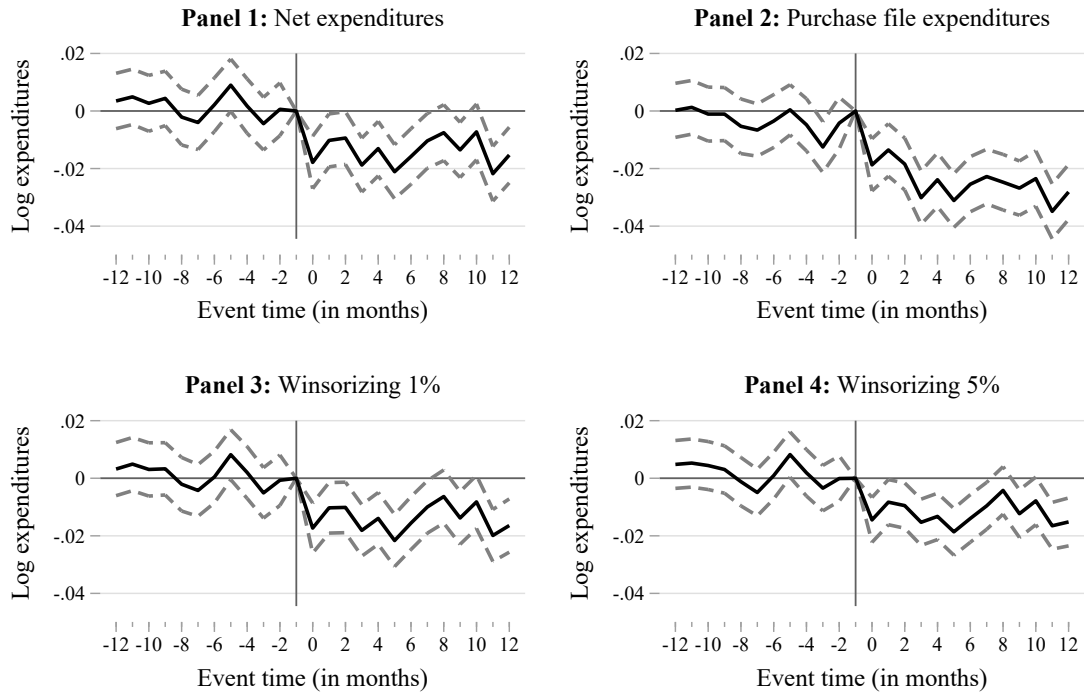 Panel 1: Net expenditures
Log expenditures
.02
0
-.02
-.04
-12 -10 -8 -6 -4 -2 0 2 4 6 8 10 12
Event time (in months)
Panel 2: Purchase file expenditures
Log expenditures
.02
0
-.02
-.04
-12 -10 -8 -6 -4 -2 0 2 4 6 8 10 12
Event time (in months)
Panel 3: Winsorizing 1%
Log expenditures
.02
0
-.02
-.04
-12 -10 -8 -6 -4 -2 0 2 4 6 8 10 12
Event time (in months)
Panel 4: Winsorizing 5%
Log expenditures
.02
0
-.02
-.04
-12 -10 -8 -6 -4 -2 0 2 4 6 8 10 12
Event time (in months)